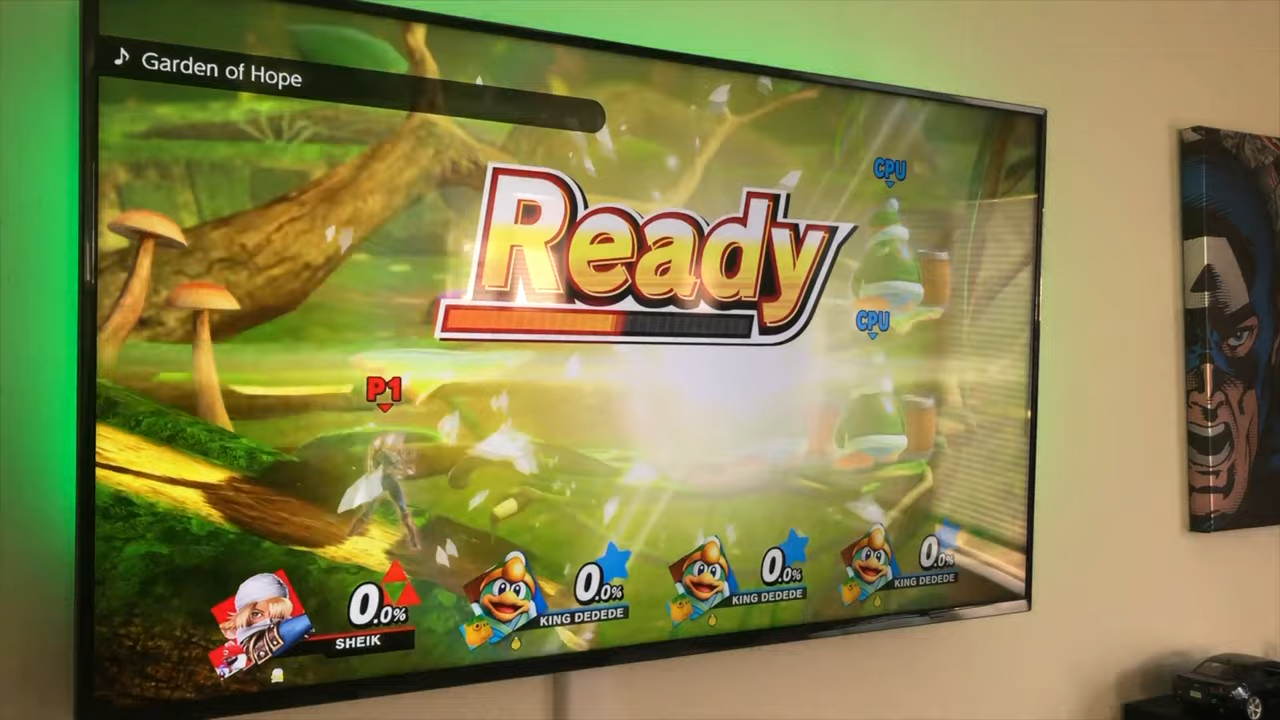 ♪ Garden of Hope
CPU
Ready
CPU
P1
0.0%
SHEIK
0.0%
KING DEDEDE
0.0%
KING DEDEDE
0.0%
KING DEDEDE
A